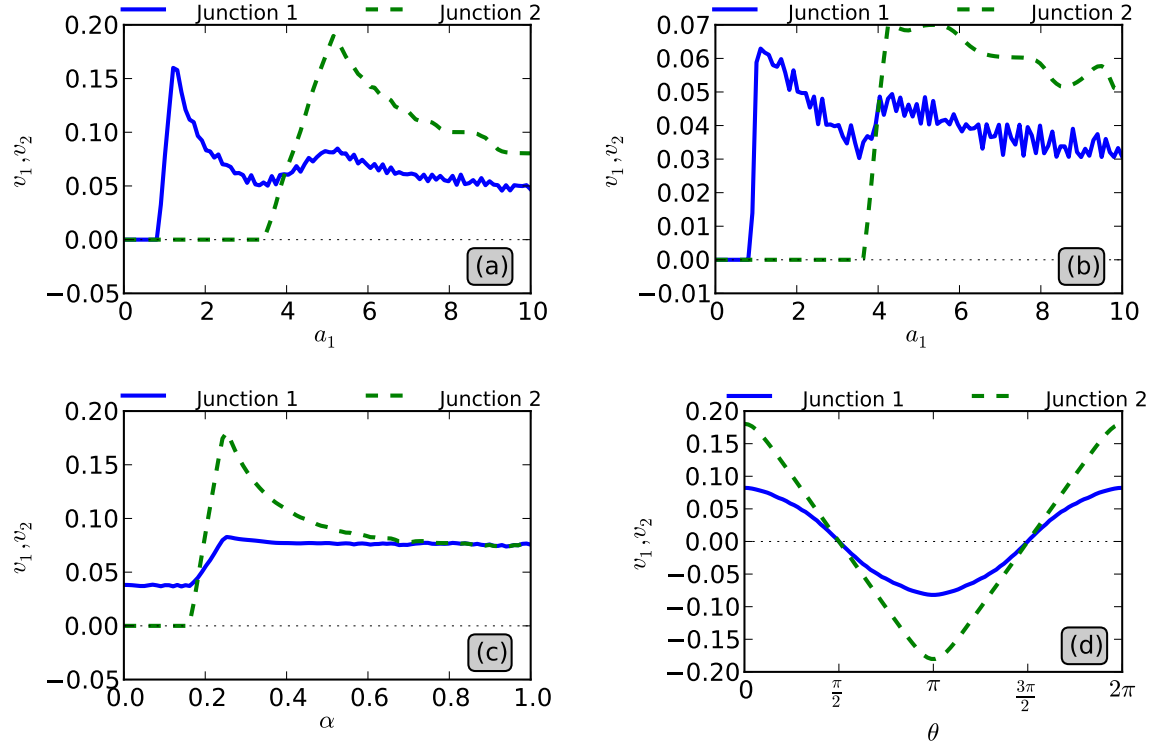 Junction 1 Junction 2
0.20
0.15
0.10
0.05
0.00
−0.05
v₁, v₂
0 2 4 6 8 10
a₁
(a)
Junction 1 Junction 2
0.07
0.06
0.05
0.04
0.03
0.02
0.01
0.00
−0.01
v₁, v₂
0 2 4 6 8 10
a₁
(b)
Junction 1 Junction 2
0.20
0.15
0.10
0.05
0.00
−0.05
v₁, v₂
0.0 0.2 0.4 0.6 0.8 1.0
α
(c)
Junction 1 Junction 2
0.20
0.15
0.10
0.05
0.00
−0.05
−0.10
−0.15
−0.20
v₁, v₂
0 π/2 π 3π/2 2π
θ
(d)